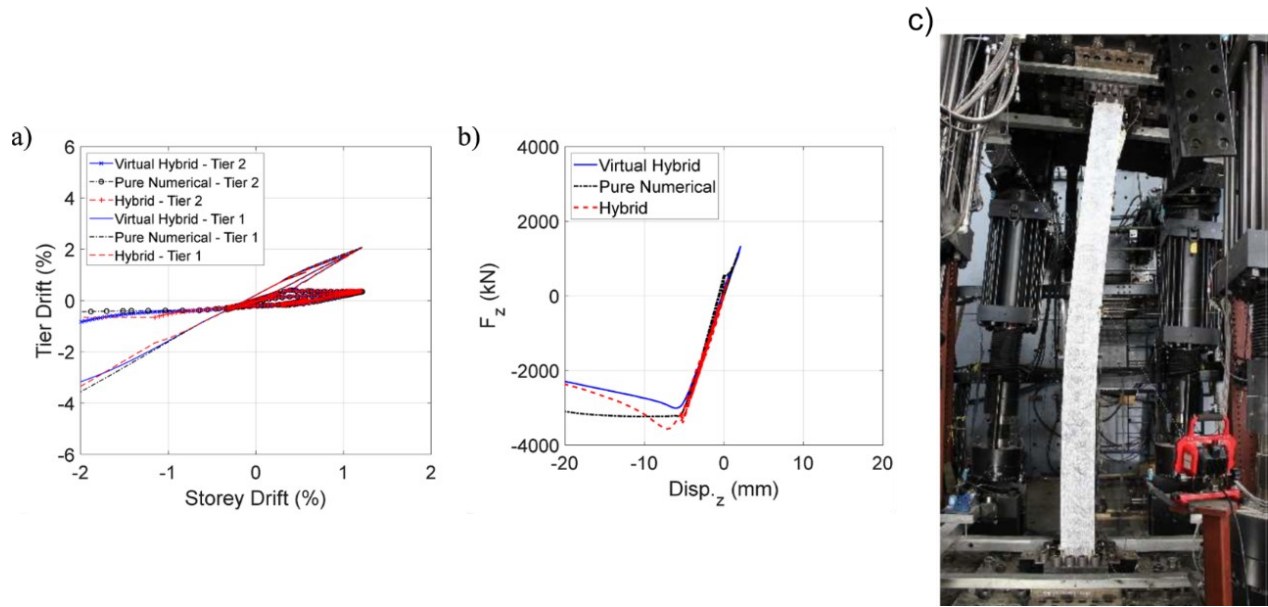 c)
a)
6
4
2
0
-2
-4
-6
Tier Drift (%)
Virtual Hybrid - Tier 2
Pure Numerical - Tier 2
Hybrid - Tier 2
Virtual Hybrid - Tier 1
Pure Numerical - Tier 1
Hybrid - Tier 1
-2 -1 0 1 2
Storey Drift (%)
b)
4000
2000
0
-2000
-4000
F_z (kN)
Virtual Hybrid
Pure Numerical
Hybrid
-20 -10 0 10 20
Disp._z (mm)